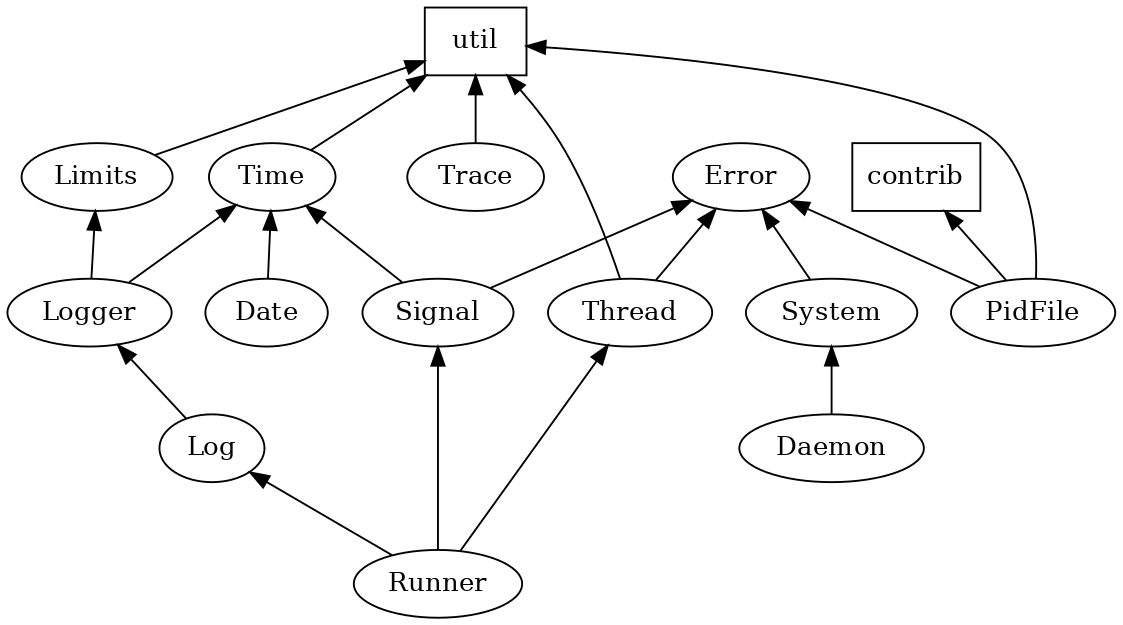 util
Limits
Time
Trace
Error
contrib
Logger
Date
Signal
Thread
System
PidFile
Log
Daemon
Runner